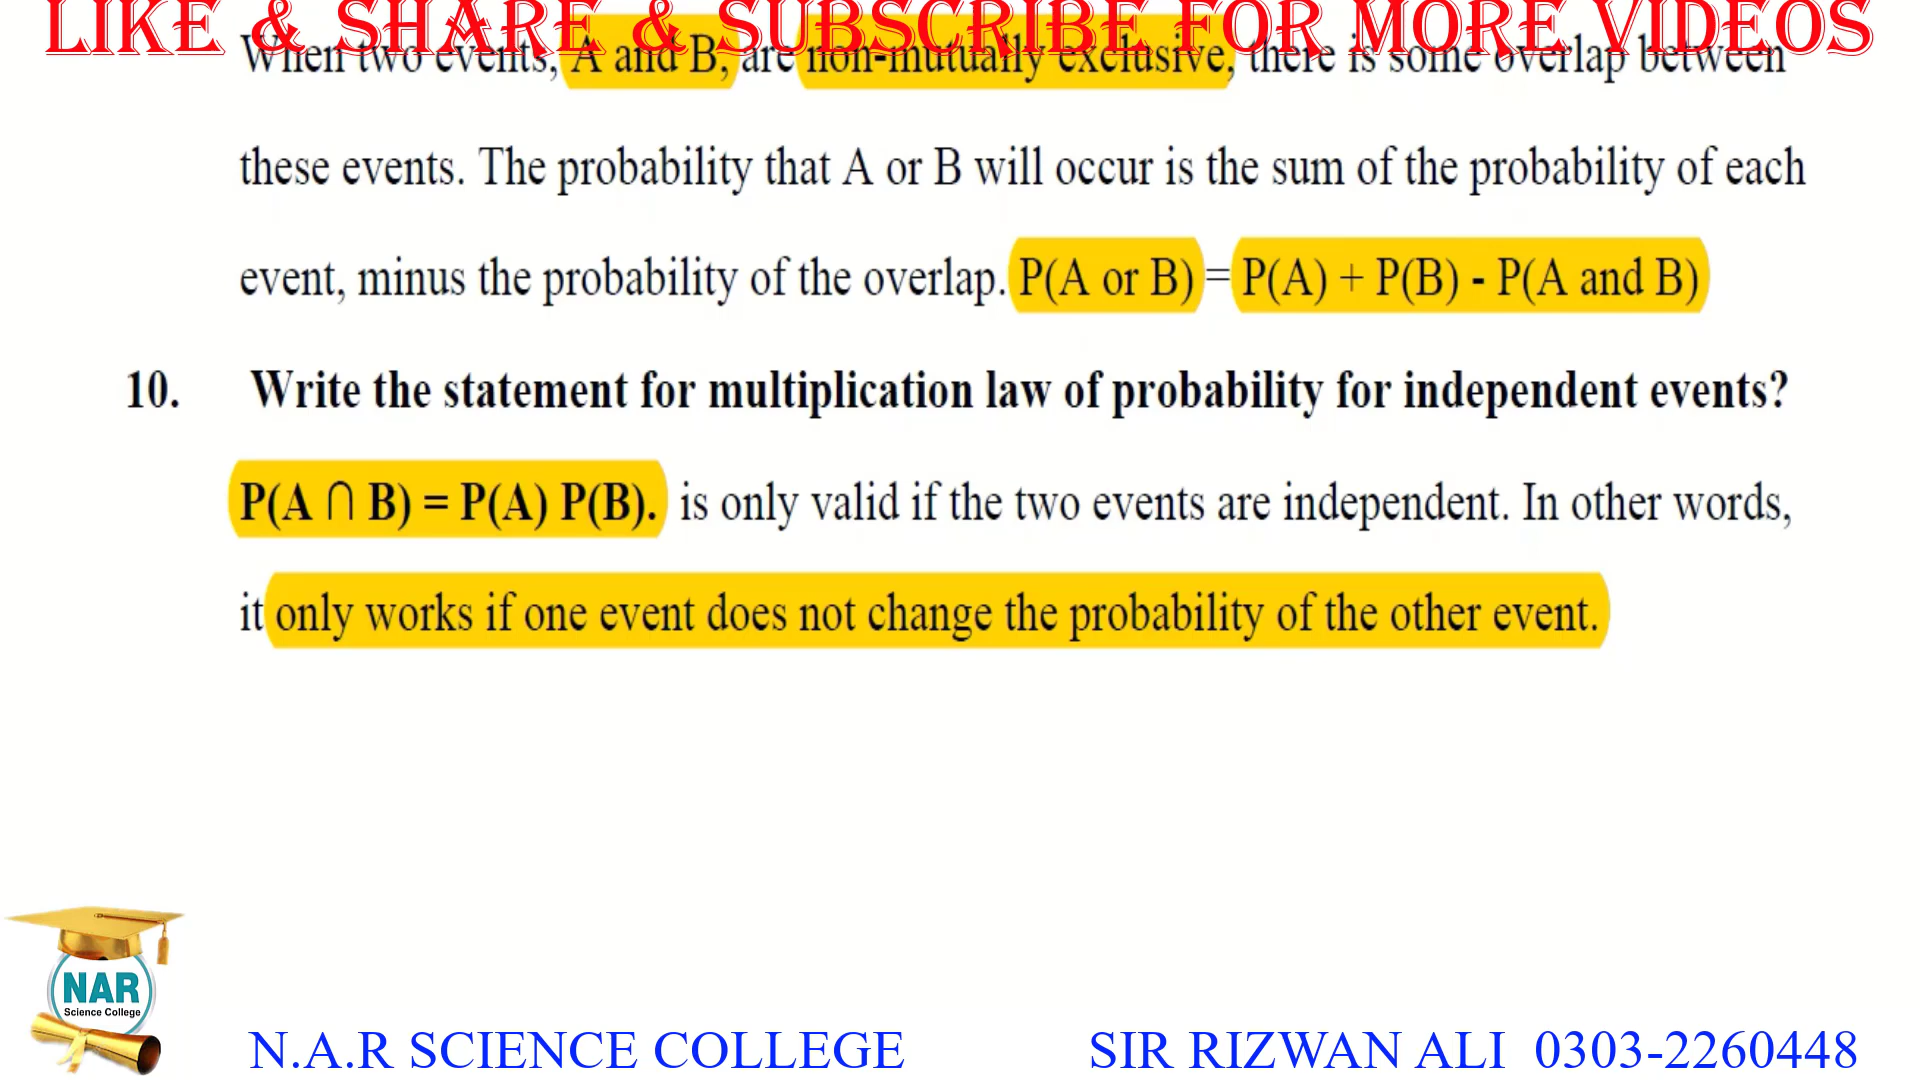 LIKE & SHARE & SUBSCRIBE FOR MORE VIDEOS
When two events, A and B, are non-mutually exclusive, there is some overlap between
these events. The probability that A or B will occur is the sum of the probability of each
event, minus the probability of the overlap. P(A or B) = P(A) + P(B) - P(A and B)
10. Write the statement for multiplication law of probability for independent events?
P(A ∩ B) = P(A) P(B). is only valid if the two events are independent. In other words,
it only works if one event does not change the probability of the other event.
NAR
Science College
N.A.R SCIENCE COLLEGE SIR RIZWAN ALI 0303-2260448